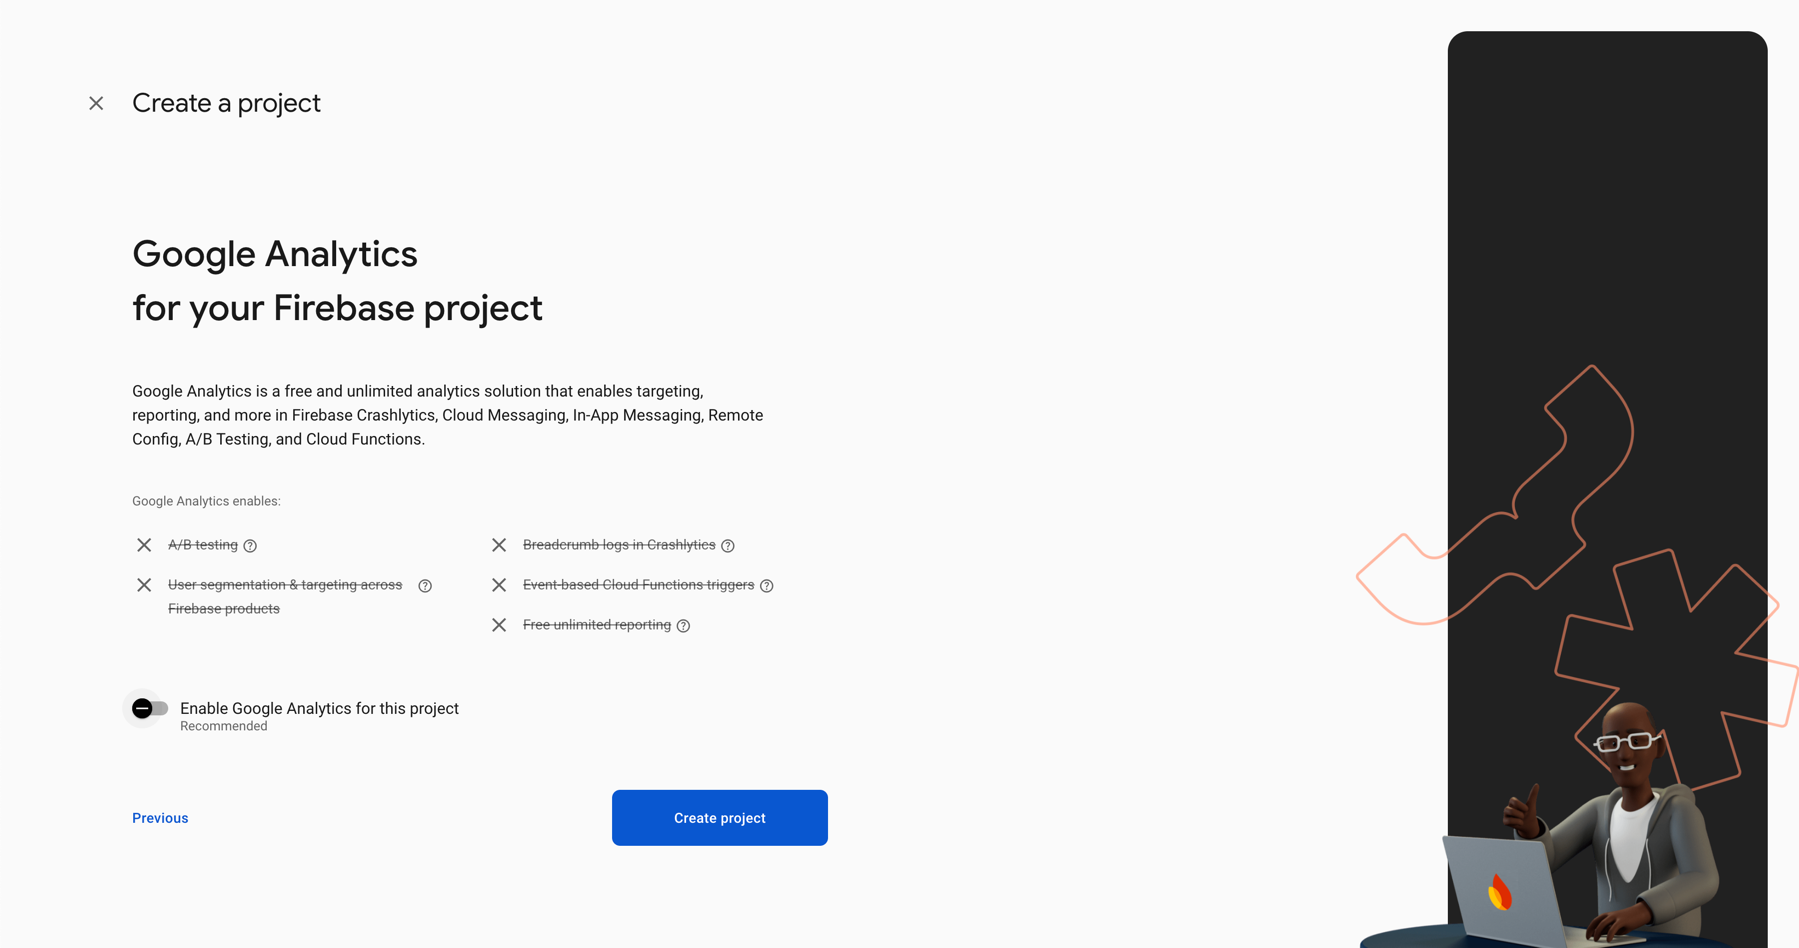 Create a project
Google Analytics
for your Firebase project
Google Analytics is a free and unlimited analytics solution that enables targeting,
reporting, and more in Firebase Crashlytics, Cloud Messaging, In-App Messaging, Remote
Config, A/B Testing, and Cloud Functions.
Google Analytics enables:
A/B testing
User segmentation & targeting across
Firebase products
Breadcrumb logs in Crashlytics
Event-based Cloud Functions triggers
Free unlimited reporting
Enable Google Analytics for this project
Recommended
Previous
Create project